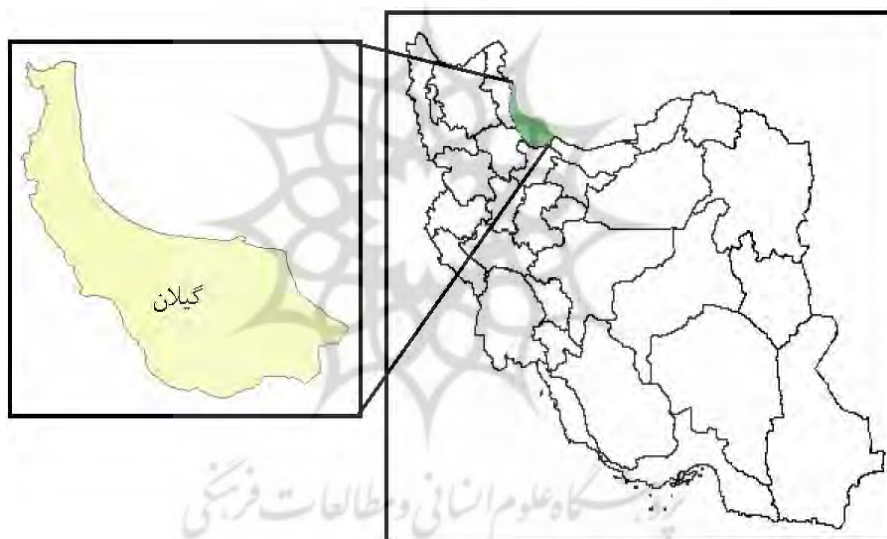 گیلان
پژوهشگاه علوم انسانی و مطالعات فرهنگی